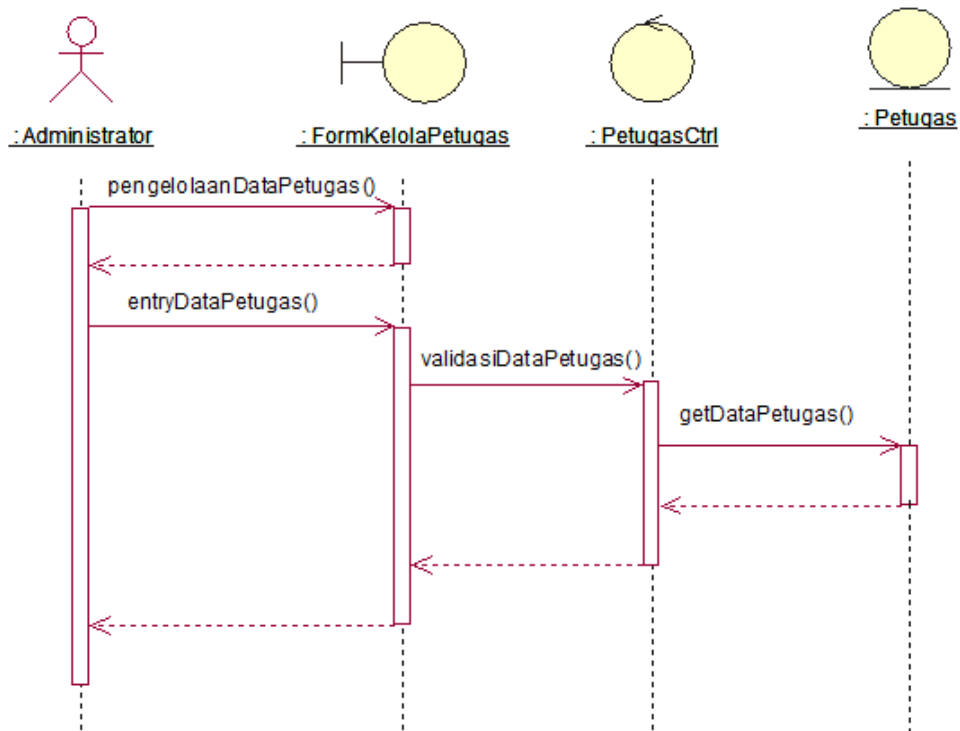 : Administrator
: FormKelolaPetugas
: PetugasCtrl
: Petugas
pengelolaanDataPetugas()
entryDataPetugas()
validasiDataPetugas()
getDataPetugas()